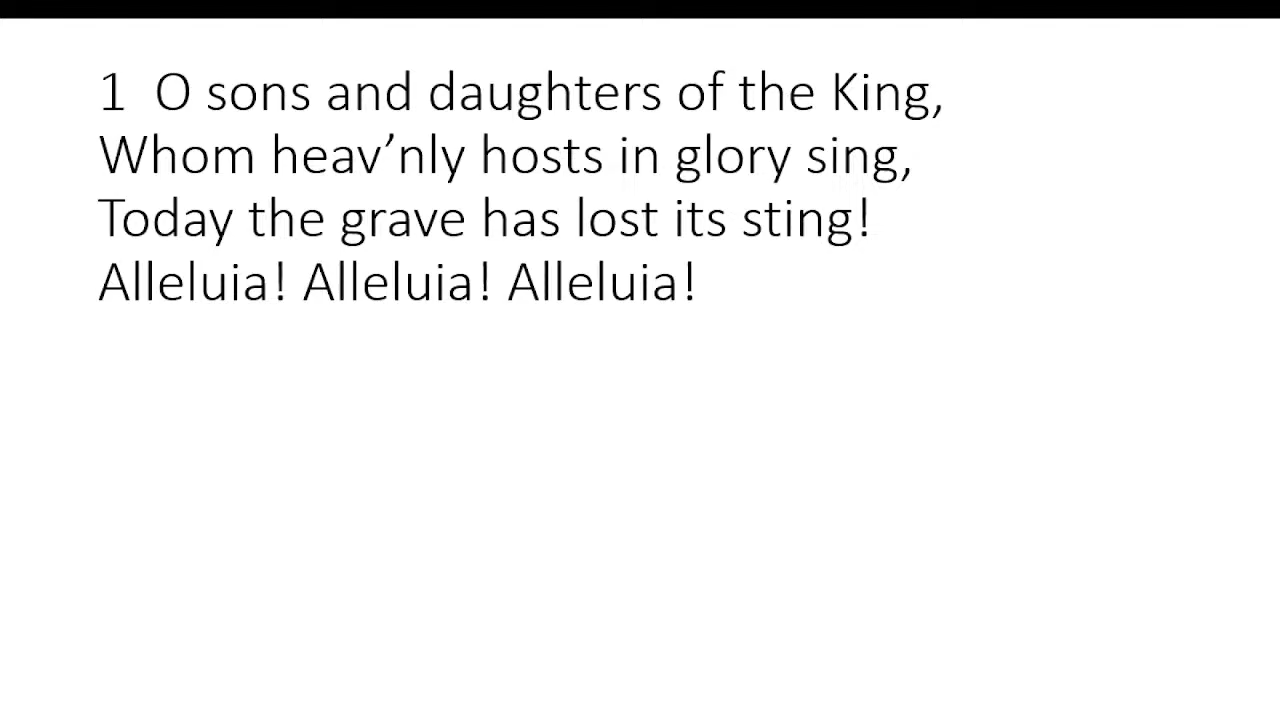 1  O sons and daughters of the King,
Whom heav’nly hosts in glory sing,
Today the grave has lost its sting!
Alleluia! Alleluia! Alleluia!